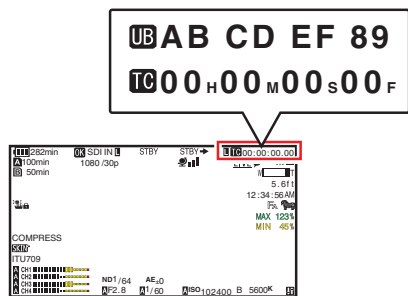 UB AB CD EF 89
TC 00H00M00S00F
282min OK SDI IN L STBY STBY➔ L TC 00:00:00.00
A 100min 1080/30p LIVE
B 50min W T
5.6ft
12:34:56AM
MAX 123%
MIN 45%
COMPRESS
SKIN
ITU709
A CH1
A CH2
A CH3
A CH4
ND1/64 AE±0
A F2.8 A 1/60 A ISO102400 B 5600K